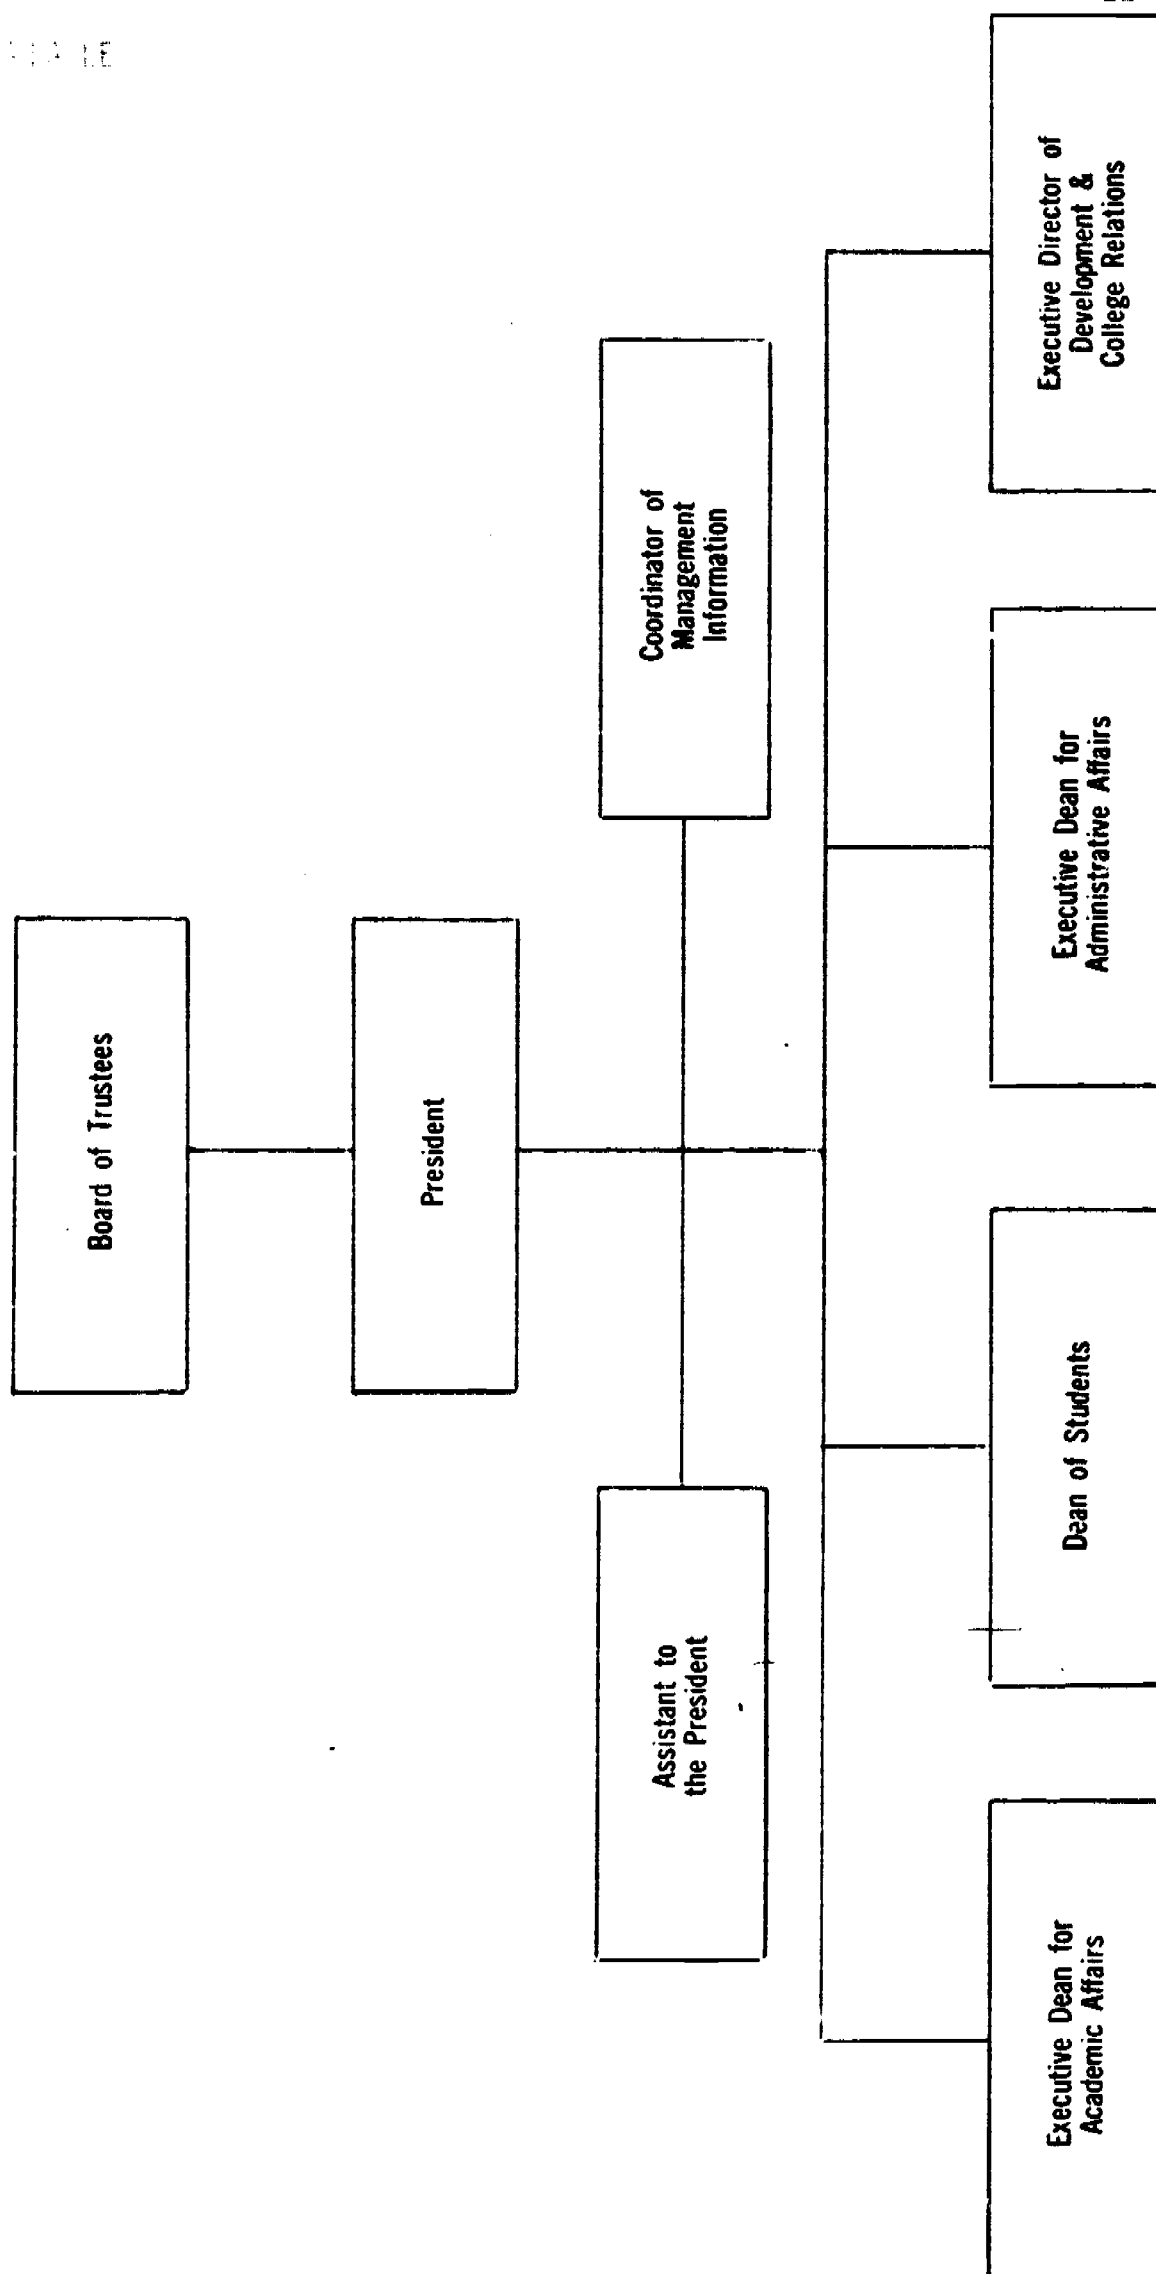 Board of Trustees
President
Assistant to
the President
Coordinator of
Management
Information
Executive Dean for
Academic Affairs
Dean of Students
Executive Dean for
Administrative Affairs
Executive Director of
Development &
College Relations